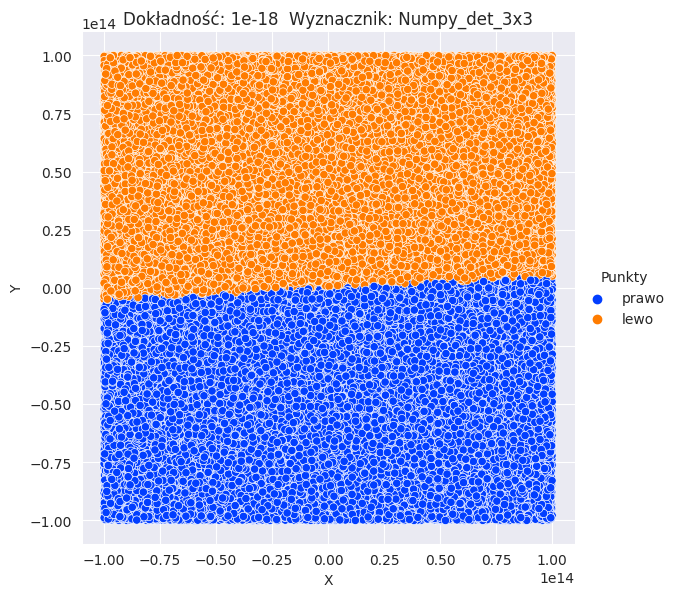 Dokładność: 1e-18  Wyznacznik: Numpy_det_3x3
1e14
1.00
0.75
0.50
0.25
0.00
−0.25
−0.50
−0.75
−1.00
Y
−1.00 −0.75 −0.50 −0.25 0.00 0.25 0.50 0.75 1.00
1e14
X
Punkty
prawo
lewo